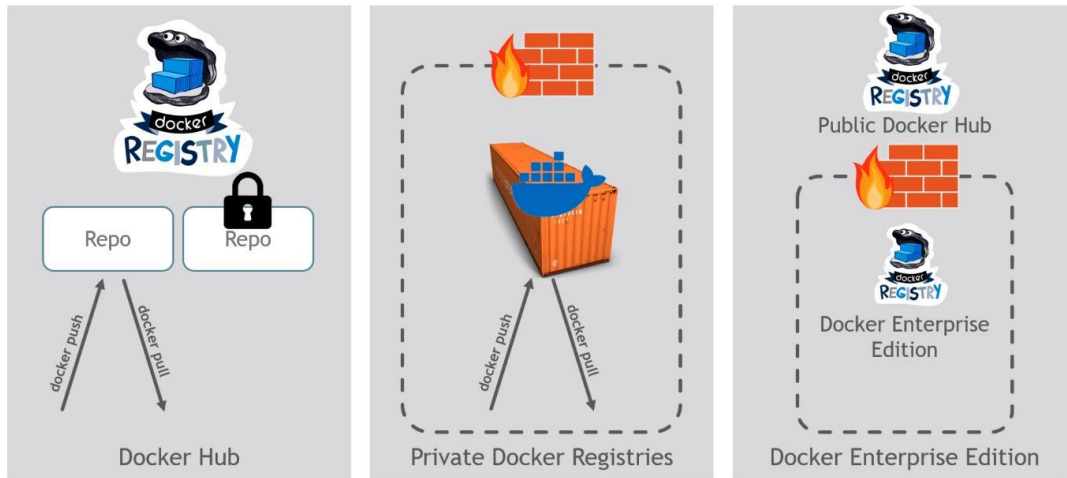 docker
REGISTRY
Repo
Repo
docker push
docker pull
Docker Hub
docker push
docker pull
Private Docker Registries
docker
REGISTRY
Public Docker Hub
docker
REGISTRY
Docker Enterprise
Edition
Docker Enterprise Edition